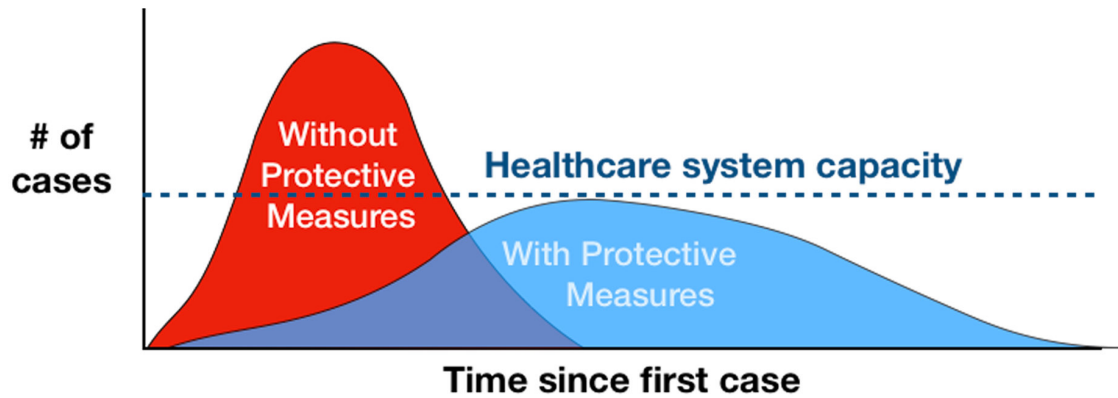 # of
cases
Without
Protective
Measures
Healthcare system capacity
With Protective
Measures
Time since first case